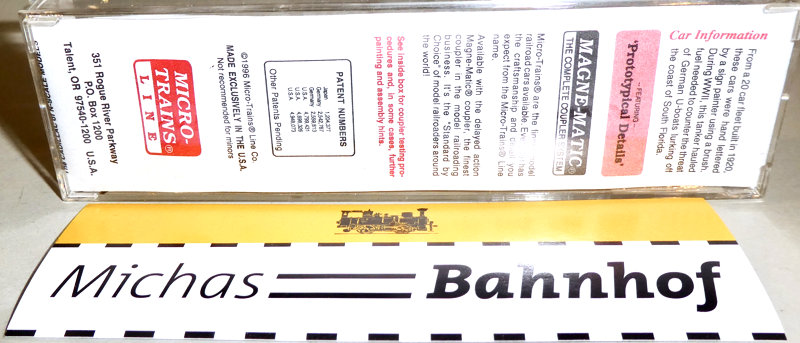 Car Information
From a 20 car fleet built in 1920,
these cars were hand lettered
by a sign painter using a brush.
During WWII, this tanker hauled
fuel needed to counter the threat
of German U-boats lurking off
the coast of South Florida.
- FEATURING -
'Prototypical Details'
MAGNE-MATIC®
THE COMPLETE COUPLER SYSTEM
Micro-Trains® are the model
railroad cars available. has
the craftsmanship and you
expect from the Micro-Trains® Line
name.
Available with the delayed action
Magne-Matic® coupler, the finest
coupler in the model railroading
business. It's the "Standard by
Choice" of model railroaders around
the world!
See inside box for coupler testing pro-
cedures and, in some cases, further
painting and assembly hints.
PATENT NUMBERS
Japan
Germany
Germany
U.S.A.
U.S.A.
U.S.A.
Other Patents Pending
©1996 Micro-Trains® Line Co.
MADE EXCLUSIVELY IN THE U.S.A.
Not recommended for minors
MICRO-
TRAINS®
LINE
351 Rogue River Parkway
P.O. Box 1200
Talent, OR 97540-1200 U.S.A.
Michas Bahnhof